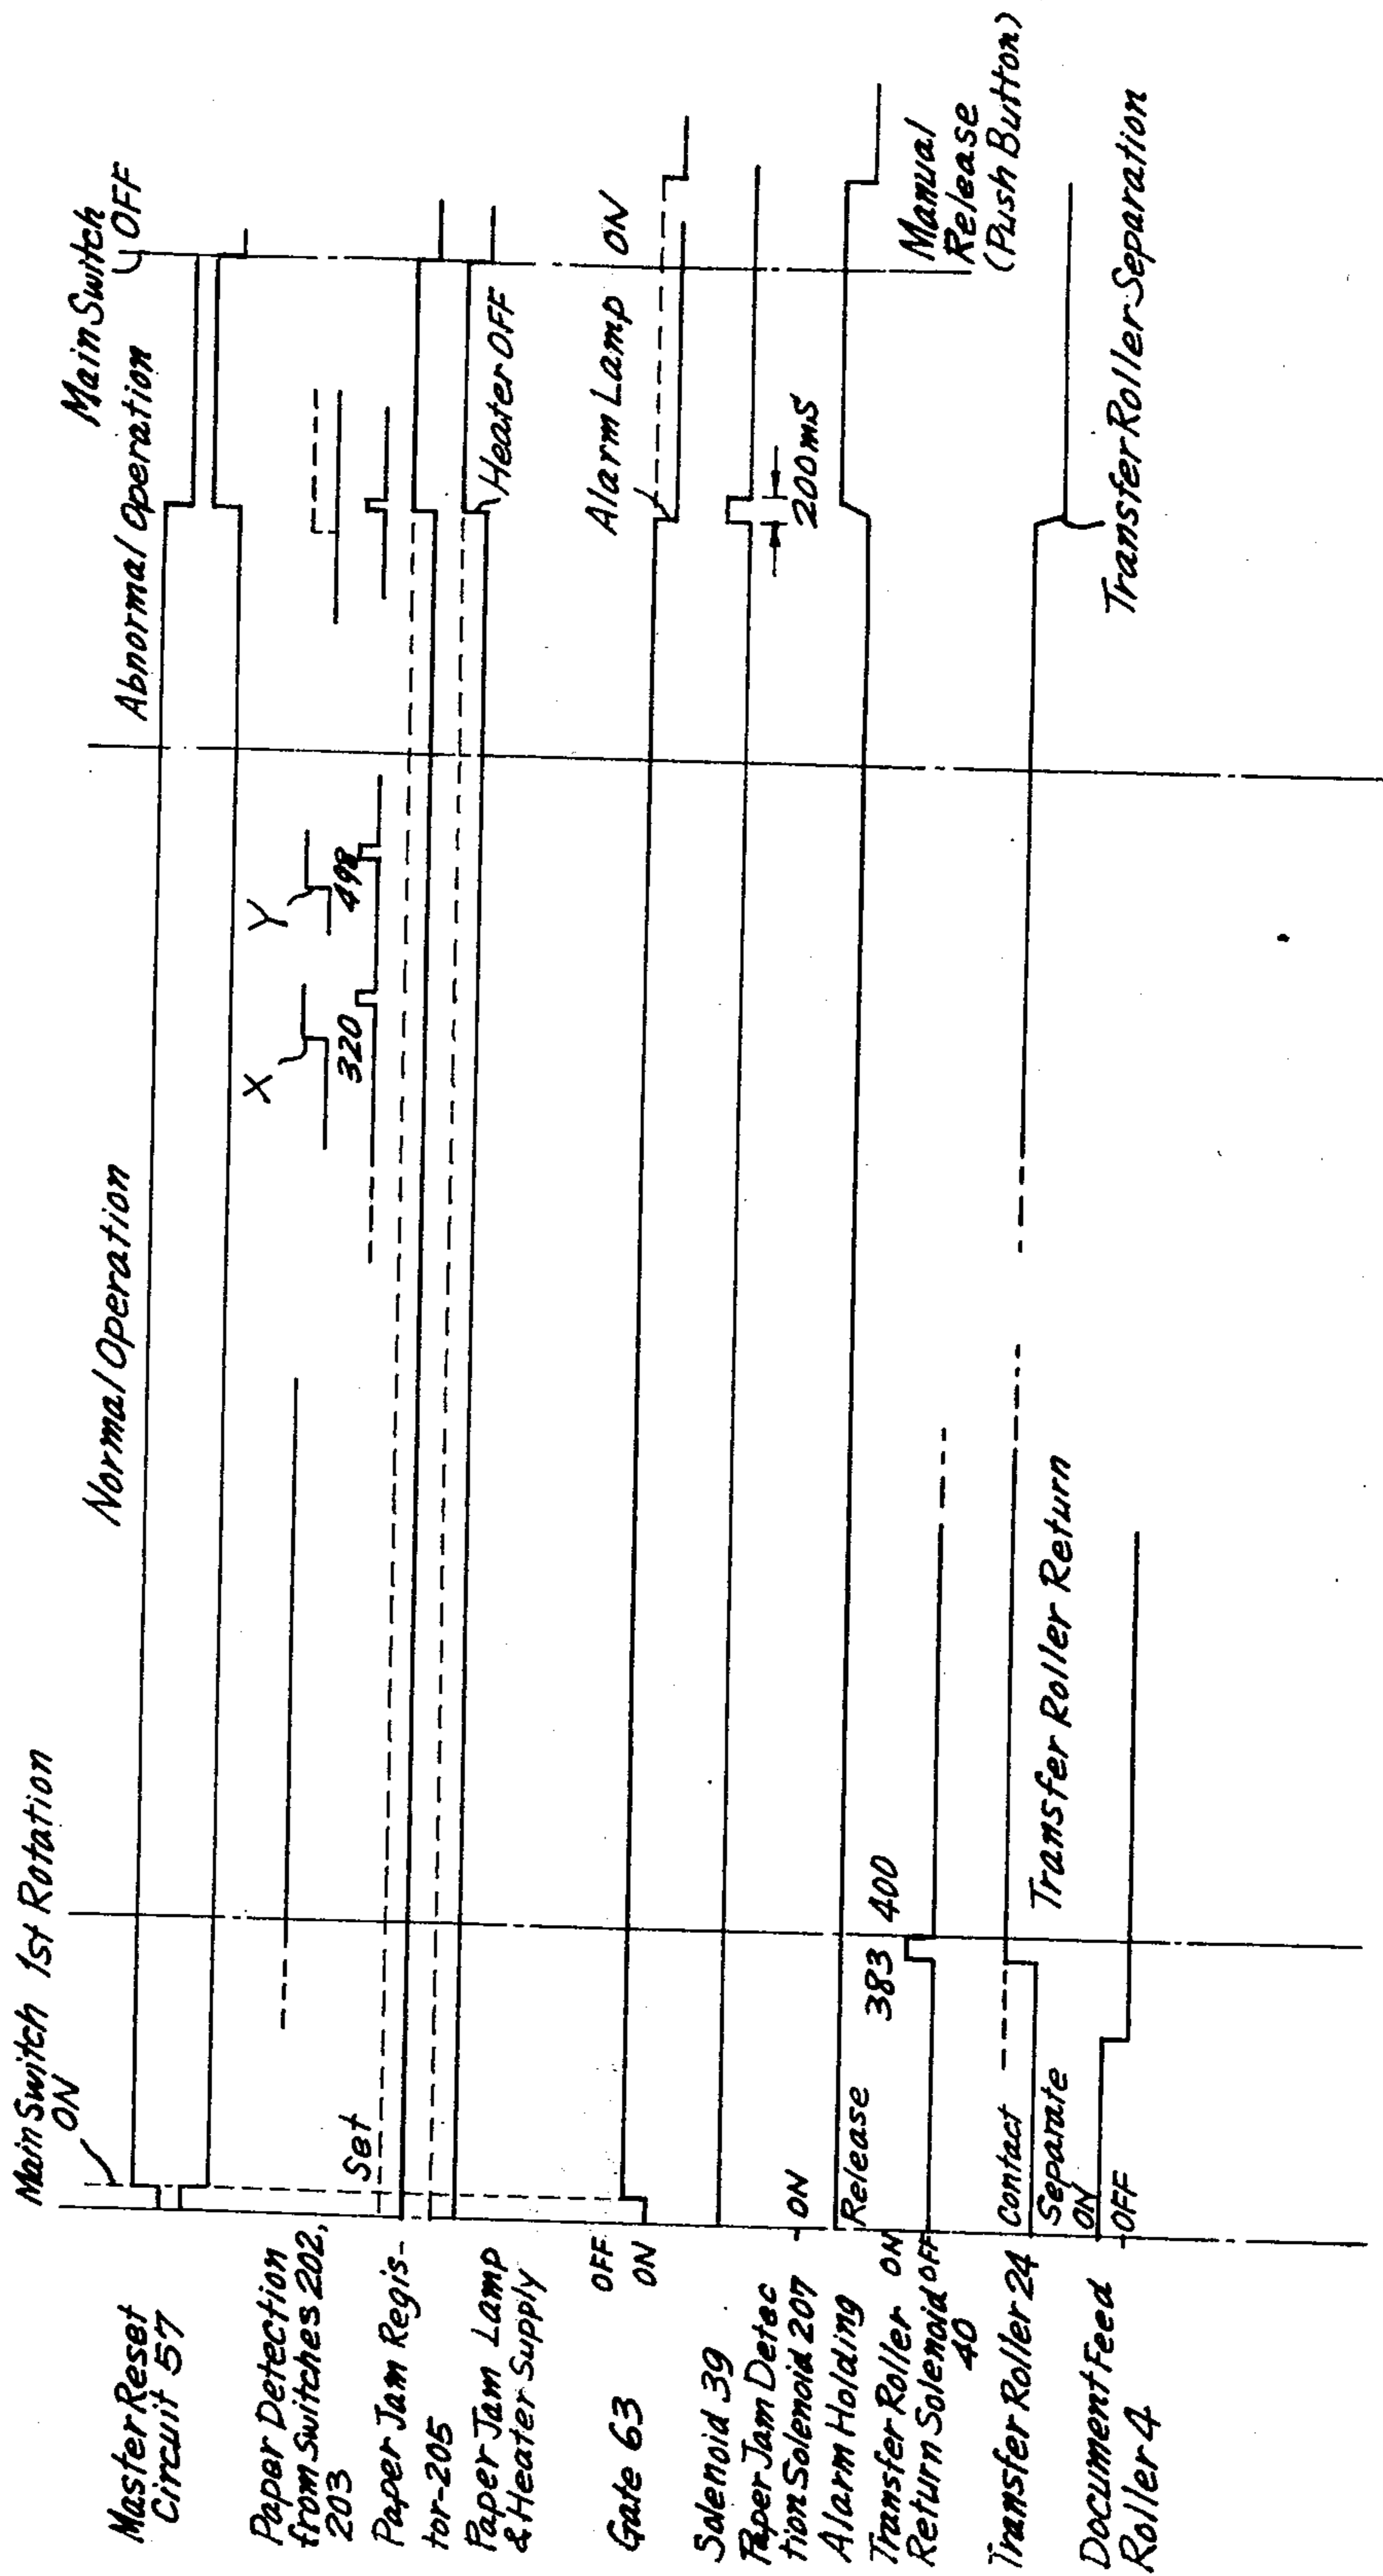 Main Switch
ON
1st Rotation
Normal Operation
Abnormal Operation
Main Switch
OFF
Master Reset
Circuit 57
Paper Detection
from Switches 202,
203
X
Y
320
498
Set
Paper Jam Regis-
tor-205
Paper Jam Lamp
& Heater Supply
Heater OFF
OFF
ON
Gate 63
Alarm Lamp ON
Solenoid 39
Paper Jam Detec
tion Solenoid 207
ON
200mS
Alarm Holding
Release
Manual
Release
(Push Button)
Transfer Roller
Return Solenoid
40
ON
OFF
383 400
Transfer Roller 24
Contact
Separate
Transfer Roller Return
Transfer Roller Separation
Document Feed
Roller 4
ON
OFF